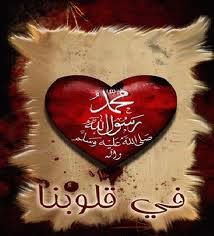 محمد
رسول الله
صلى الله عليه وسلم
في قلوبنا